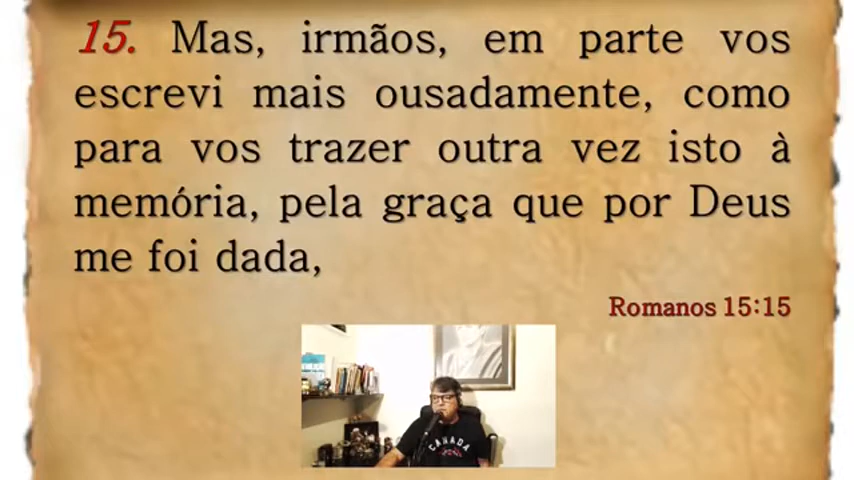 15. Mas, irmãos, em parte vos
escrevi mais ousadamente, como
para vos trazer outra vez isto à
memória, pela graça que por Deus
me foi dada,
Romanos 15:15
CANADA